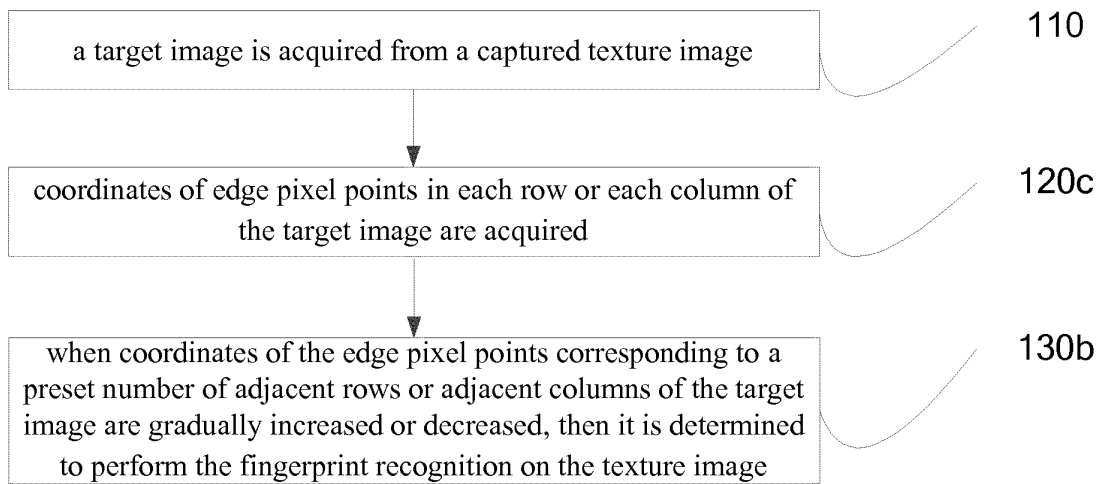 a target image is acquired from a captured texture image
110
coordinates of edge pixel points in each row or each column of
the target image are acquired
120c
when coordinates of the edge pixel points corresponding to a
preset number of adjacent rows or adjacent columns of the target
image are gradually increased or decreased, then it is determined
to perform the fingerprint recognition on the texture image
130b